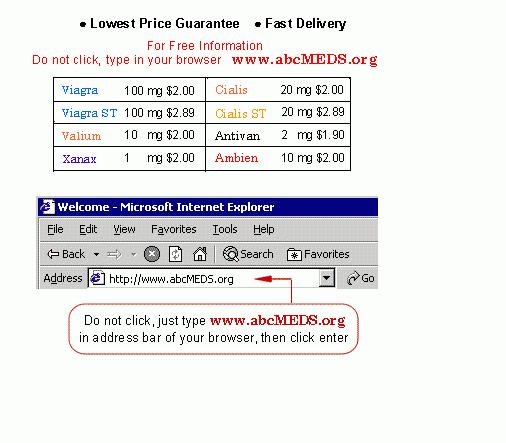 ● Lowest Price Guarantee ● Fast Delivery
For Free Information
Do not click, type in your browser www.abcMEDS.org
Viagra 100 mg $2.00 Cialis 20 mg $2.00
Viagra ST 100 mg $2.89 Cialis ST 20 mg $2.89
Valium 10 mg $2.00 Antivan 2 mg $1.90
Xanax 1 mg $2.00 Ambien 10 mg $2.00
Welcome - Microsoft Internet Explorer
File Edit View Favorites Tools Help
Back Search Favorites
Address http://www.abcMEDS.org Go
Do not click, just type www.abcMEDS.org
in address bar of your browser, then click enter